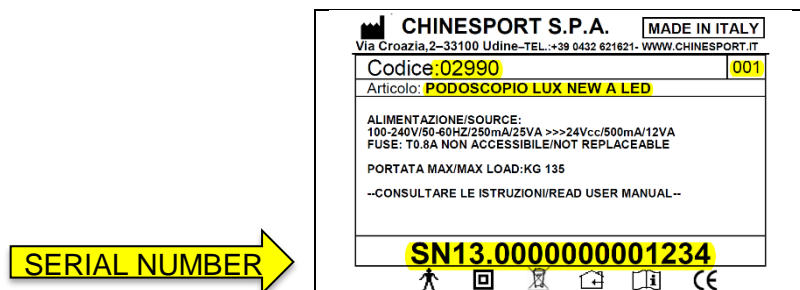 CHINESPORT S.P.A. MADE IN ITALY
Via Croazia,2–33100 Udine–TEL.:+39 0432 621621- WWW.CHINESPORT.IT
Codice:02990 001
Articolo: PODOSCOPIO LUX NEW A LED
ALIMENTAZIONE/SOURCE:
100-240V/50-60HZ/250mA/25VA >>>24Vcc/500mA/12VA
FUSE: T0.8A NON ACCESSIBILE/NOT REPLACEABLE
PORTATA MAX/MAX LOAD:KG 135
--CONSULTARE LE ISTRUZIONI/READ USER MANUAL--
SERIAL NUMBER
SN13.0000000001234
CE